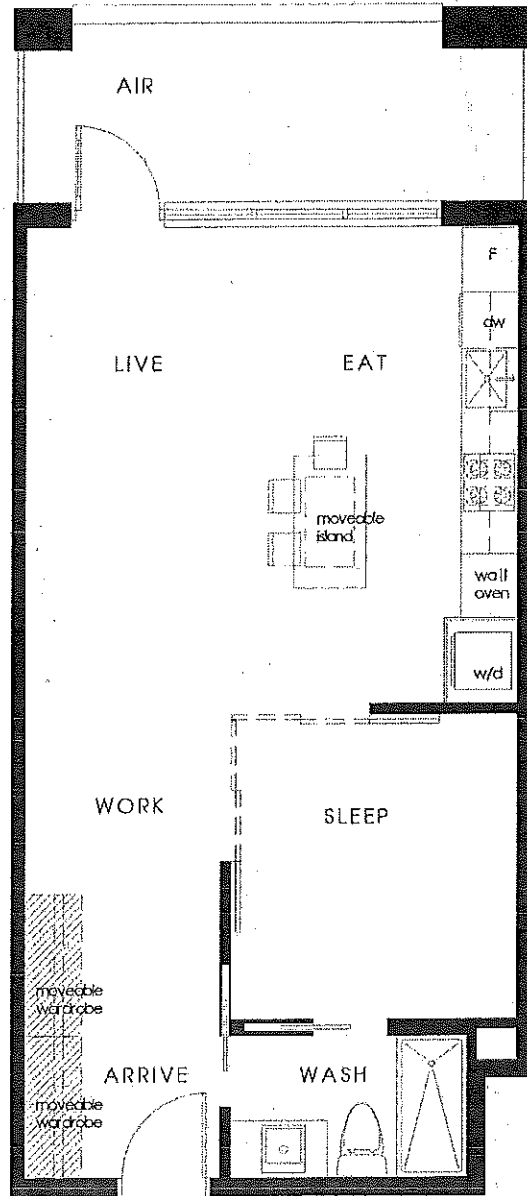 AIR
F
dw
LIVE
EAT
moveable
island
wall
oven
w/d
WORK
SLEEP
moveable
wardrobe
ARRIVE
WASH
moveable
wardrobe